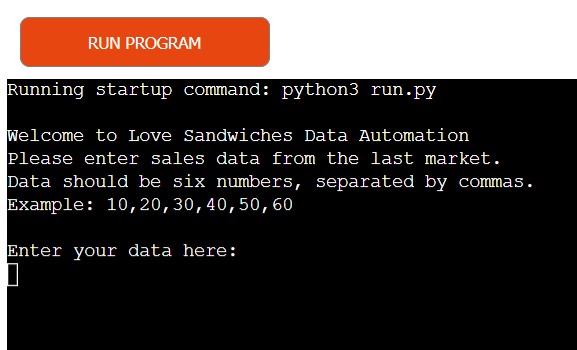 RUN PROGRAM
Running startup command: python3 run.py
Welcome to Love Sandwiches Data Automation
Please enter sales data from the last market.
Data should be six numbers, separated by commas.
Example: 10,20,30,40,50,60
Enter your data here: